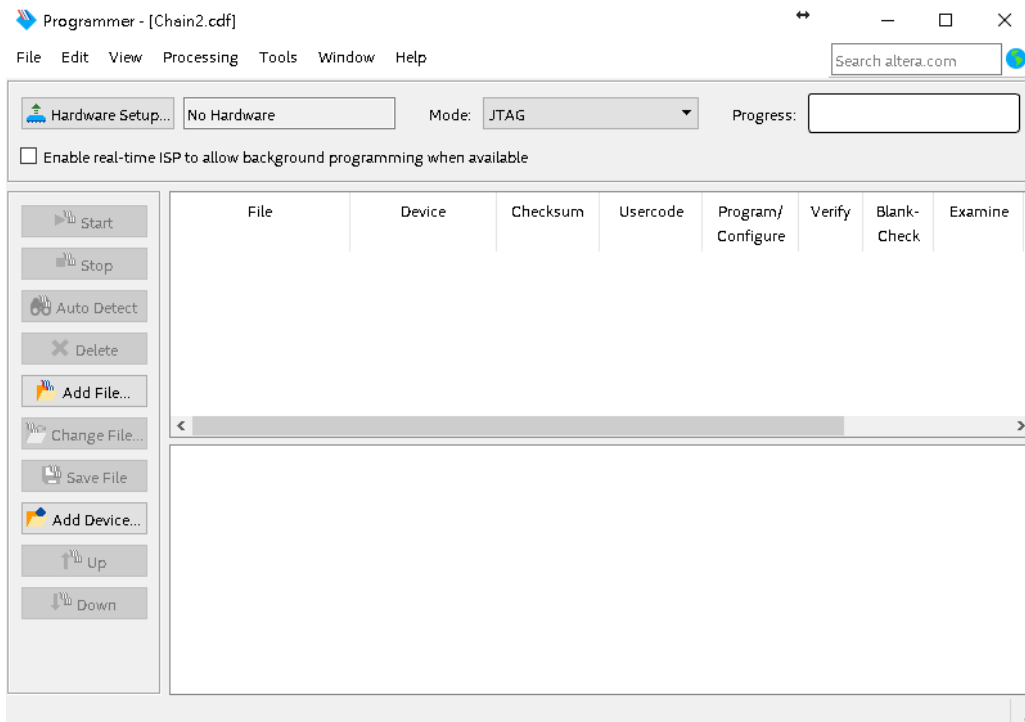 Programmer - [Chain2.cdf]
File Edit View Processing Tools Window Help
Search altera.com
Hardware Setup... No Hardware Mode: JTAG Progress:
Enable real-time ISP to allow background programming when available
Start
Stop
Auto Detect
Delete
Add File...
Change File...
Save File
Add Device...
Up
Down
File Device Checksum Usercode Program/ Verify Blank- Examine
Configure Check